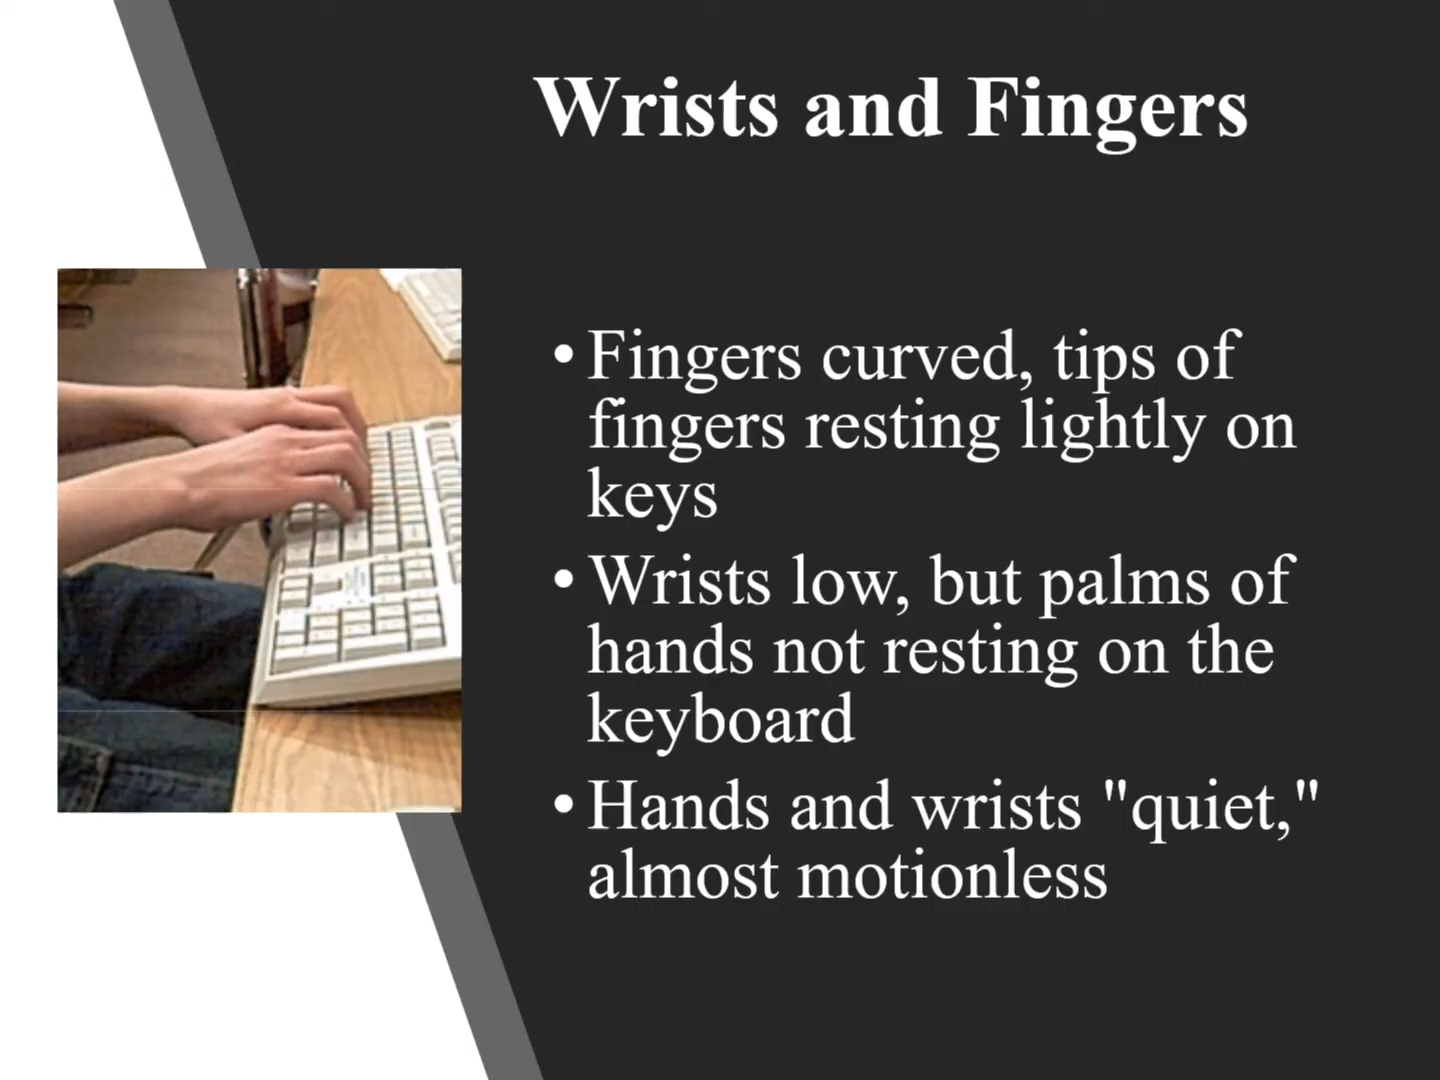 Wrists and Fingers
• Fingers curved, tips of
fingers resting lightly on
keys
• Wrists low, but palms of
hands not resting on the
keyboard
• Hands and wrists "quiet,"
almost motionless